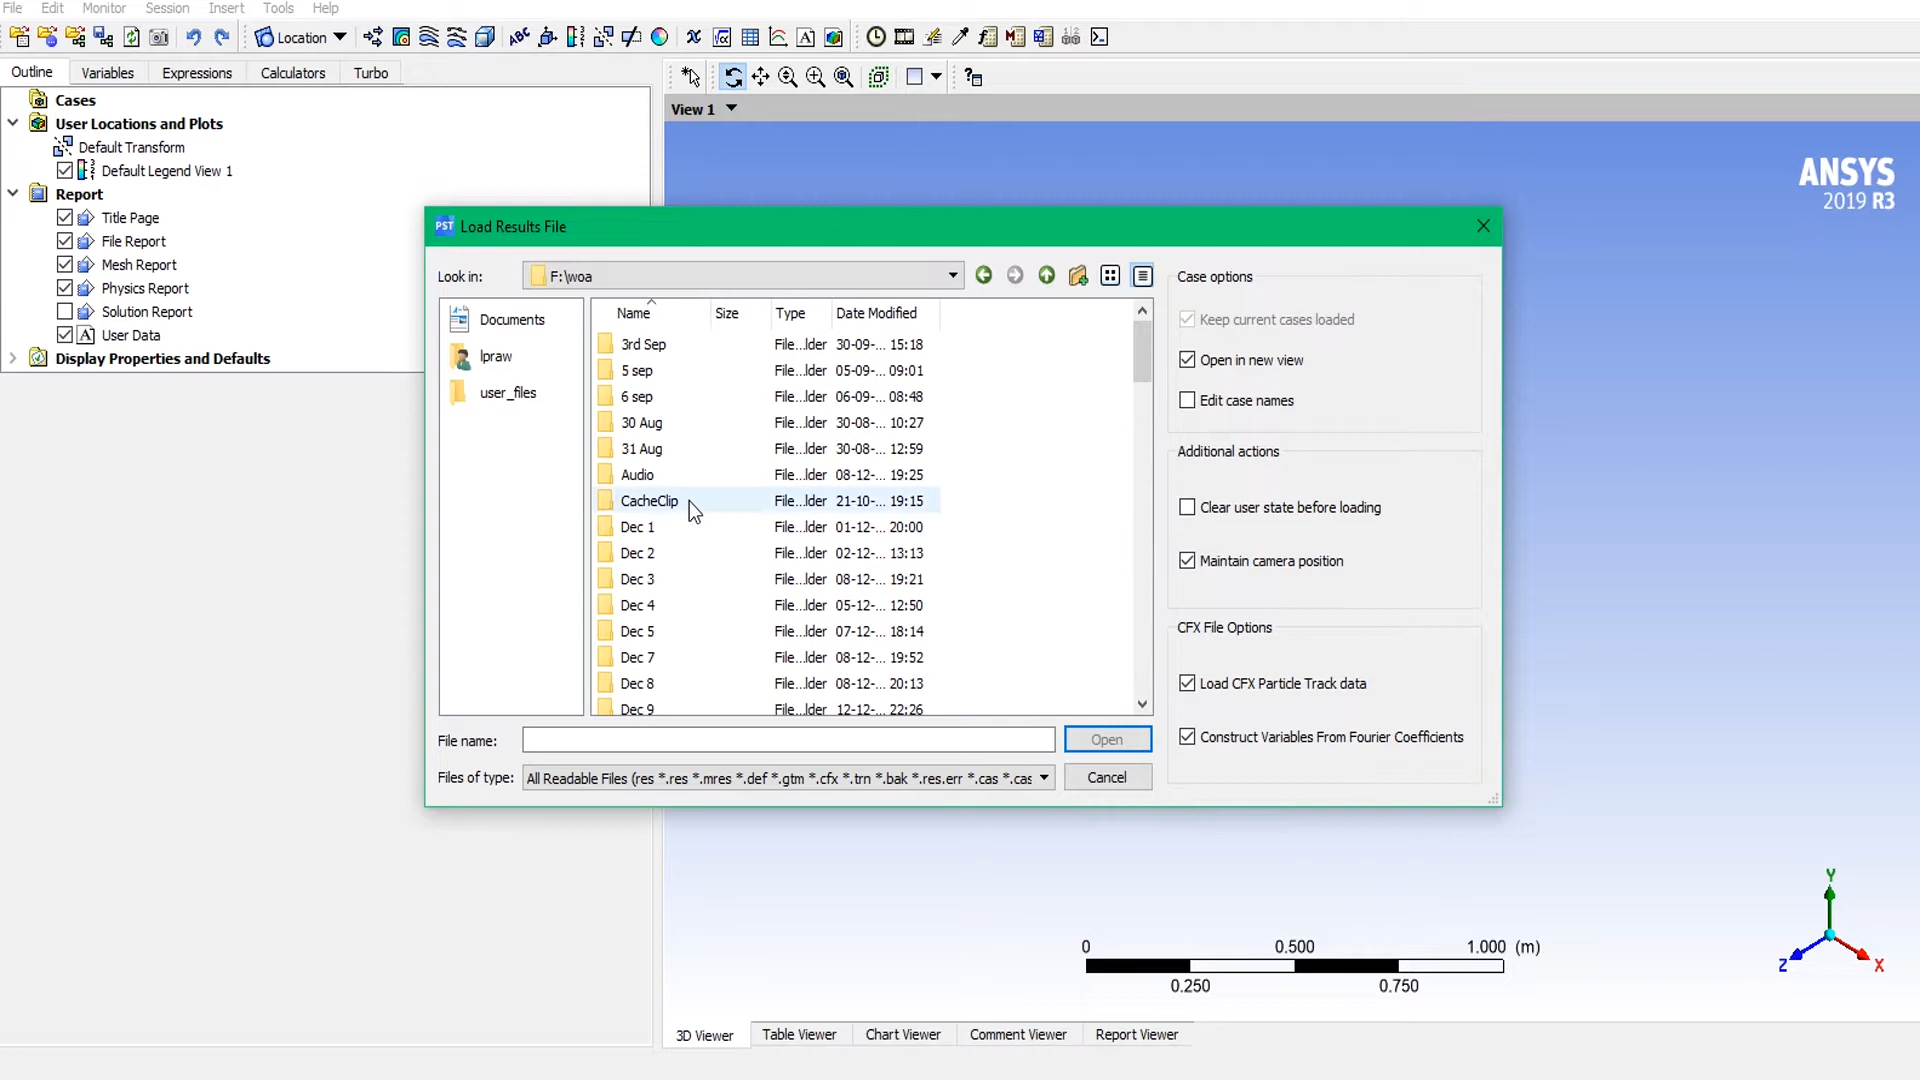 File Edit Monitor Session Insert Tools Help
Location
Outline Variables Expressions Calculators Turbo
Cases
User Locations and Plots
Default Transform
Default Legend View 1
Report
Title Page
File Report
Mesh Report
Physics Report
Solution Report
User Data
Display Properties and Defaults
View 1
ANSYS
2019 R3
PST Load Results File
Look in: F:\woa
Documents
lpraw
user_files
Name Size Type Date Modified
3rd Sep File...lder 30-09-... 15:18
5 sep File...lder 05-09-... 09:01
6 sep File...lder 06-09-... 08:48
30 Aug File...lder 30-08-... 10:27
31 Aug File...lder 30-08-... 12:59
Audio File...lder 08-12-... 19:25
CacheClip File...lder 21-10-... 19:15
Dec 1 File...lder 01-12-... 20:00
Dec 2 File...lder 02-12-... 13:13
Dec 3 File...lder 08-12-... 19:21
Dec 4 File...lder 05-12-... 12:50
Dec 5 File...lder 07-12-... 18:14
Dec 7 File...lder 08-12-... 19:52
Dec 8 File...lder 08-12-... 20:13
Dec 9 File...lder 12-12-... 22:26
File name: Open
Files of type: All Readable Files (res *.res *.mres *.def *.gtm *.cfx *.trn *.bak *.res.err *.cas *.cas Cancel
Case options
Keep current cases loaded
Open in new view
Edit case names
Additional actions
Clear user state before loading
Maintain camera position
CFX File Options
Load CFX Particle Track data
Construct Variables From Fourier Coefficients
0 0.500 1.000 (m)
0.250 0.750
Y
Z X
3D Viewer Table Viewer Chart Viewer Comment Viewer Report Viewer